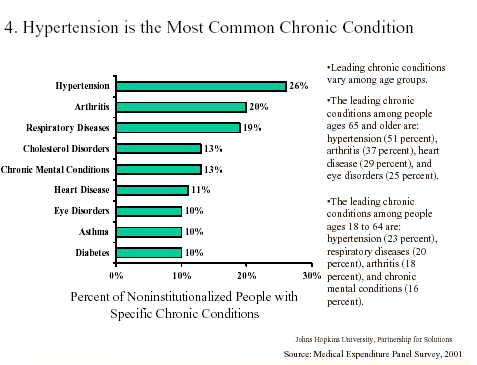 4. Hypertension is the Most Common Chronic Condition
Hypertension 26%
Arthritis 20%
Respiratory Diseases 19%
Cholesterol Disorders 13%
Chronic Mental Conditions 13%
Heart Disease 11%
Eye Disorders 10%
Asthma 10%
Diabetes 10%
0% 10% 20% 30%
Percent of Noninstitutionalized People with
Specific Chronic Conditions
•Leading chronic conditions
vary among age groups.
•The leading chronic
conditions among people
ages 65 and older are:
hypertension (51 percent),
arthritis (37 percent), heart
disease (29 percent), and
eye disorders (25 percent).
•The leading chronic
conditions among people
ages 18 to 64 are:
hypertension (23 percent),
respiratory diseases (20
percent), arthritis (18
percent), and chronic
mental conditions (16
percent).
Johns Hopkins University, Partnership for Solutions
Source: Medical Expenditure Panel Survey, 2001